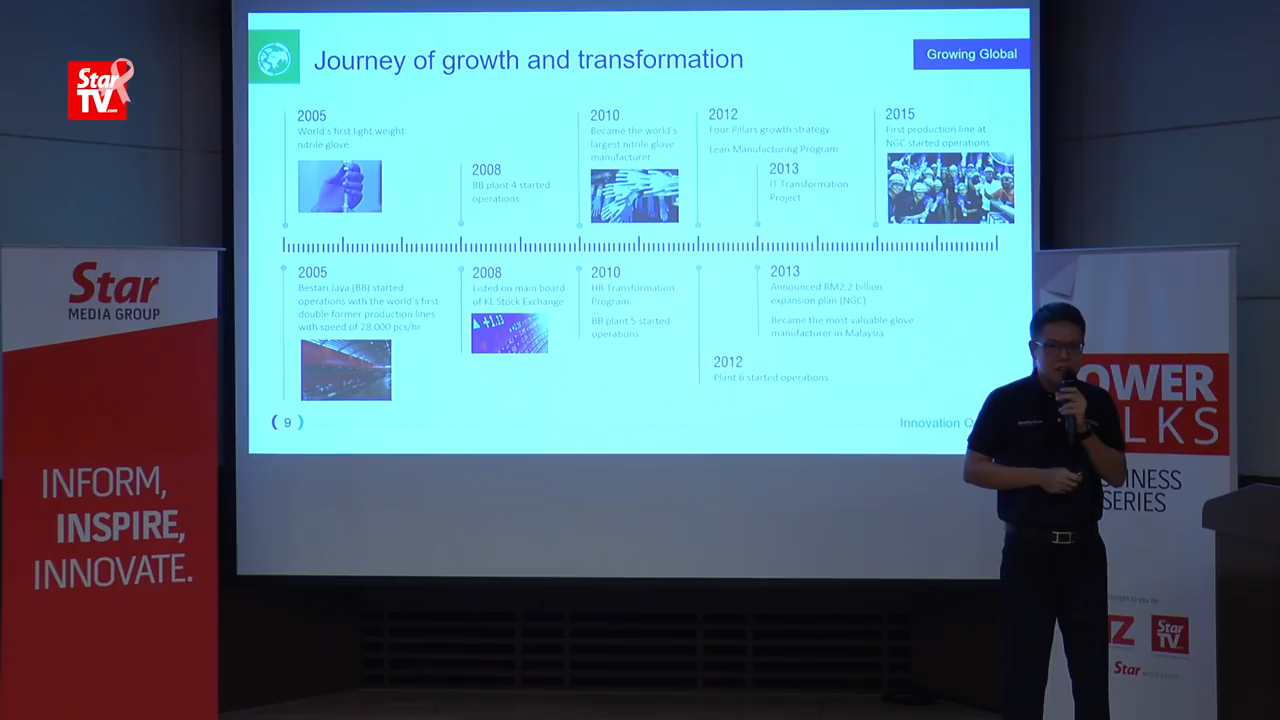 Star
TV.com
Journey of growth and transformation
Growing Global
2005
World's first light weight
nitrile glove
2008
BB plant 4 started
operations
2010
Became the world's
largest nitrile glove
manufacturer
2012
Four Pillars growth strategy
Lean Manufacturing Program
2013
IT Transformation
Project
2015
First production line at
NGC started operations
2005
Bestari Jaya (BB) started
operations with the world's first
double former production lines
with speed of 28,000 pcs/hr
2008
Listed on main board
of KL Stock Exchange
2010
HR Transformation
Program
BB plant 5 started
operations
2013
Announced RM2.2 billion
expansion plan (NGC)
Became the most valuable glove
manufacturer in Malaysia
2012
Plant 6 started operations
( 9 )
Innovation
Star
MEDIA GROUP
INFORM,
INSPIRE,
INNOVATE.
OWER
LKS
INESS
SERIES
Star
TV
Star